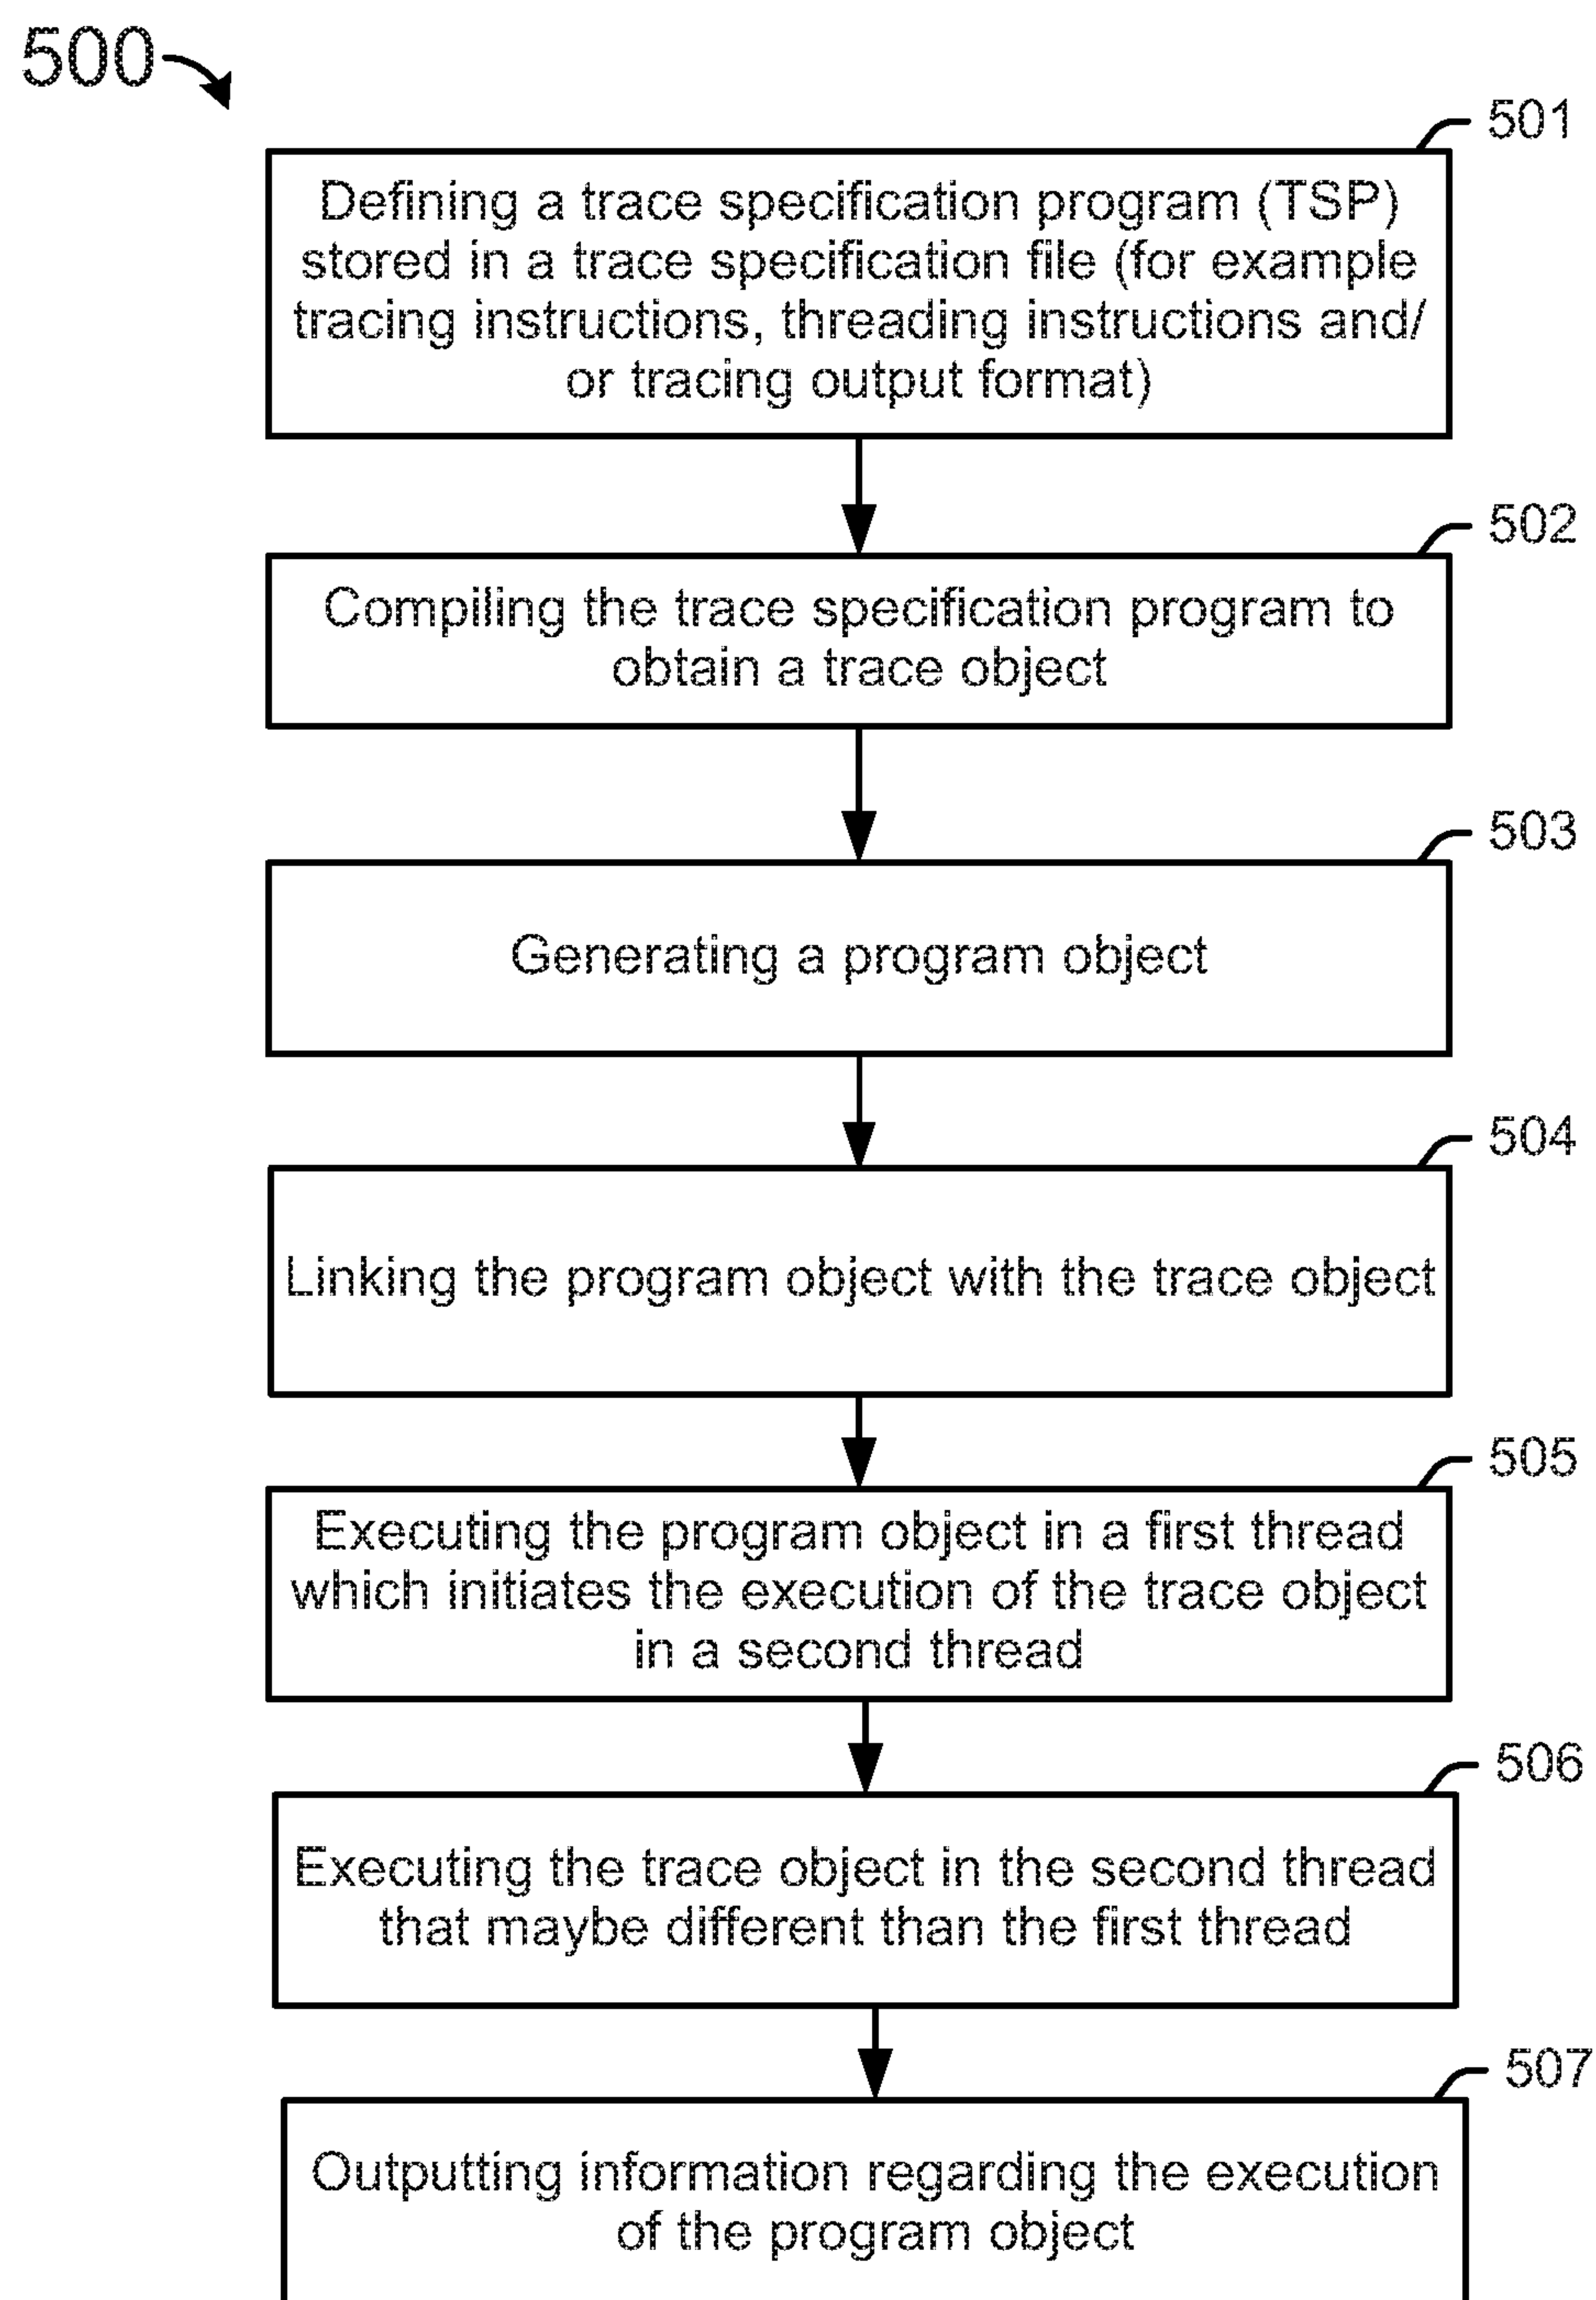 500
501
Defining a trace specification program (TSP)
stored in a trace specification file (for example
tracing instructions, threading instructions and/
or tracing output format)
502
Compiling the trace specification program to
obtain a trace object
503
Generating a program object
504
Linking the program object with the trace object
505
Executing the program object in a first thread
which initiates the execution of the trace object
in a second thread
506
Executing the trace object in the second thread
that maybe different than the first thread
507
Outputting information regarding the execution
of the program object